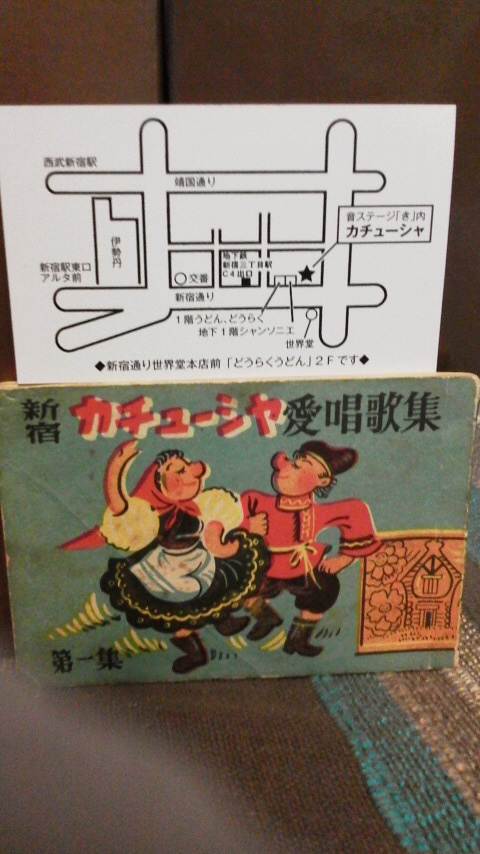 西武新宿駅
靖国通り
音ステージ「き」内
カチューシャ
伊勢丹
地下鉄
新宿三丁目駅
C4出口
新宿駅東口
アルタ前
交番
新宿通り
1階うどん、どうらく
地下1階シャンソニエ
世界堂
◆新宿通り世界堂本店前「どうらくうどん」2Fです◆
新宿 カチューシャ愛唱歌集
第一集